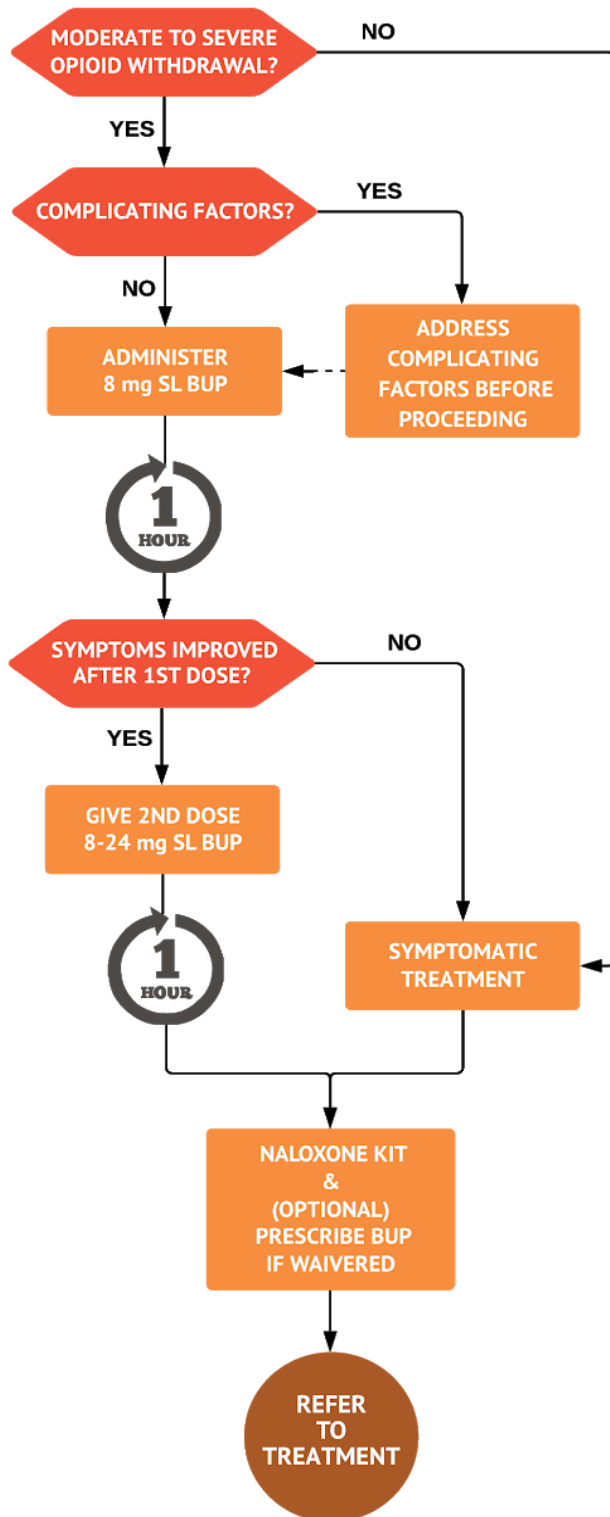 MODERATE TO SEVERE
OPIOID WITHDRAWAL?
NO
YES
COMPLICATING FACTORS?
YES
NO
ADMINISTER
8 mg SL BUP
ADDRESS
COMPLICATING
FACTORS BEFORE
PROCEEDING
1
HOUR
SYMPTOMS IMPROVED
AFTER 1ST DOSE?
NO
YES
GIVE 2ND DOSE
8-24 mg SL BUP
1
HOUR
SYMPTOMATIC
TREATMENT
NALOXONE KIT
&
(OPTIONAL)
PRESCRIBE BUP
IF WAIVERED
REFER
TO
TREATMENT